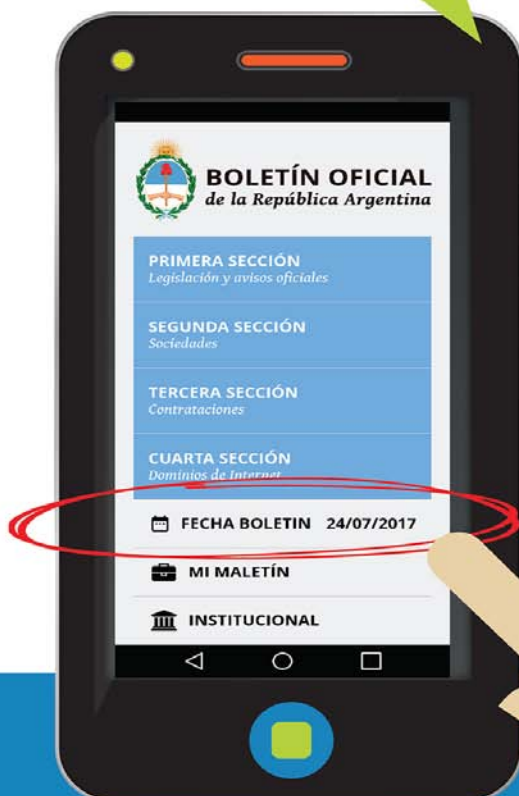 BOLETÍN OFICIAL
de la República Argentina
PRIMERA SECCIÓN
Legislación y avisos oficiales
SEGUNDA SECCIÓN
Sociedades
TERCERA SECCIÓN
Contrataciones
CUARTA SECCIÓN
Dominios de Internet
FECHA BOLETIN 24/07/2017
MI MALETÍN
INSTITUCIONAL